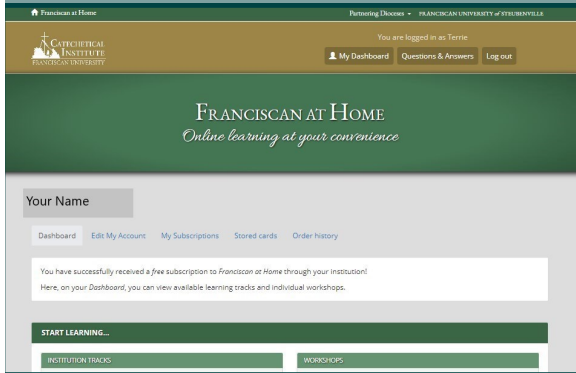 Franciscan at Home
Partnering Dioceses
FRANCISCAN UNIVERSITY of STEUBENVILLE
CATECHETICAL
INSTITUTE
FRANCISCAN UNIVERSITY
You are logged in as Terrie
My Dashboard Questions & Answers Log out
FRANCISCAN AT HOME
Online learning at your convenience
Your Name
Dashboard Edit My Account My Subscriptions Stored cards Order history
You have successfully received a free subscription to Franciscan at Home through your institution!
Here, on your Dashboard, you can view available learning tracks and individual workshops.
START LEARNING...
INSTITUTION TRACKS
WORKSHOPS